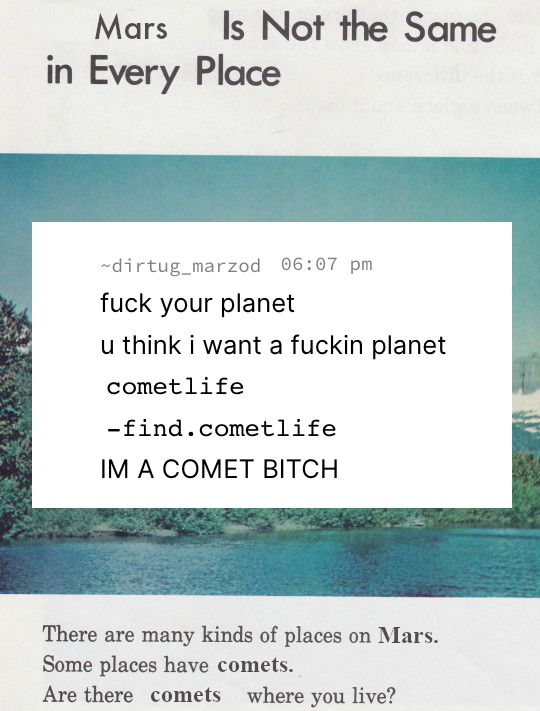 Mars Is Not the Same
in Every Place
~dirtug_marzod 06:07 pm
fuck your planet
u think i want a fuckin planet
cometlife
-find.cometlife
IM A COMET BITCH
There are many kinds of places on Mars.
Some places have comets.
Are there comets where you live?